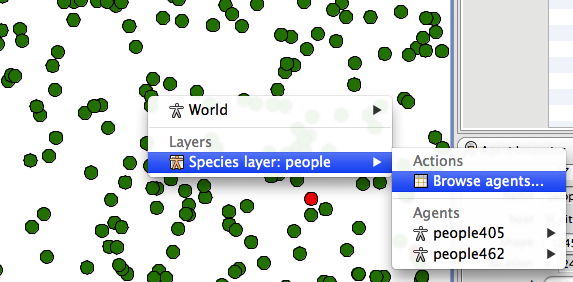 World
Layers
Species layer: people
Actions
Browse agents...
Agents
people405
people462